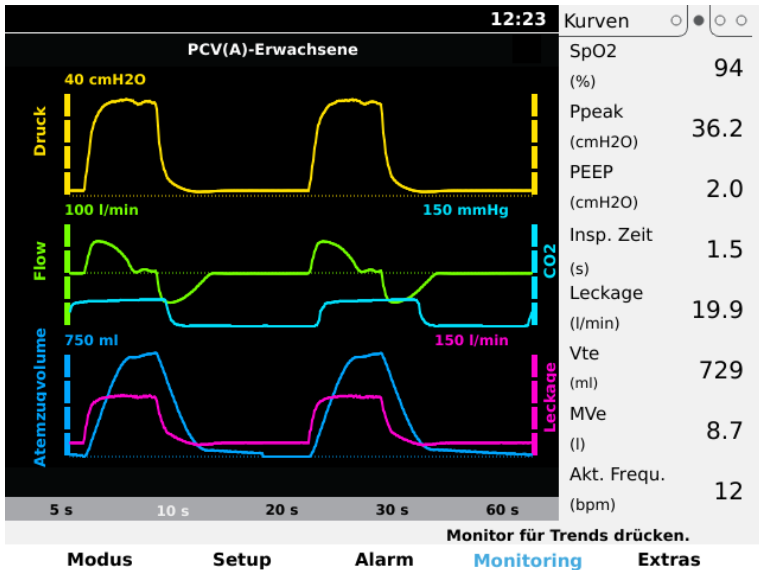 12:23
Kurven
PCV(A)-Erwachsene
SpO2
(%)
94
40 cmH2O
Druck
Ppeak
(cmH2O)
36.2
PEEP
(cmH2O)
2.0
100 l/min
150 mmHg
Flow
CO2
Insp. Zeit
(s)
1.5
Leckage
(l/min)
19.9
750 ml
150 l/min
Atemzugvolume
Leckage
Vte
(ml)
729
MVe
(l)
8.7
Akt. Frequ.
(bpm)
12
5 s 10 s 20 s 30 s 60 s
Monitor für Trends drücken.
Modus Setup Alarm Monitoring Extras